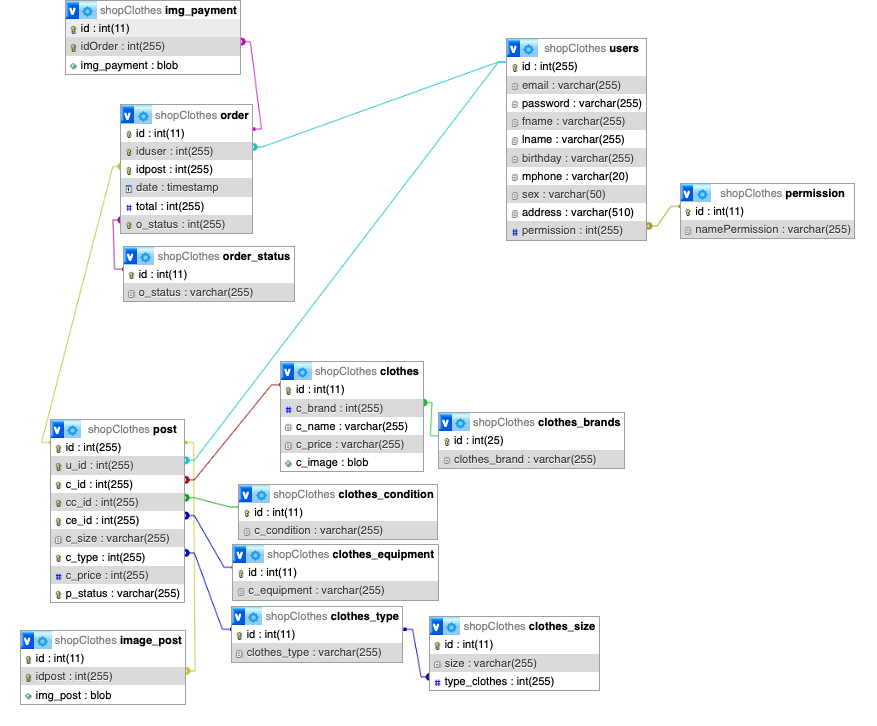 shopClothes img_payment
id : int(11)
idOrder : int(255)
img_payment : blob
shopClothes order
id : int(11)
iduser : int(255)
idpost : int(255)
date : timestamp
total : int(255)
o_status : int(255)
shopClothes order_status
id : int(11)
o_status : varchar(255)
shopClothes users
id : int(255)
email : varchar(255)
password : varchar(255)
fname : varchar(255)
lname : varchar(255)
birthday : varchar(255)
mphone : varchar(20)
sex : varchar(50)
address : varchar(510)
permission : int(255)
shopClothes permission
id : int(11)
namePermission : varchar(255)
shopClothes clothes
id : int(11)
c_brand : int(255)
c_name : varchar(255)
c_price : varchar(255)
c_image : blob
shopClothes clothes_brands
id : int(25)
clothes_brand : varchar(255)
shopClothes post
id : int(255)
u_id : int(255)
c_id : int(255)
cc_id : int(255)
ce_id : int(255)
c_size : varchar(255)
c_type : int(255)
c_price : int(255)
p_status : varchar(255)
shopClothes clothes_condition
id : int(11)
c_condition : varchar(255)
shopClothes clothes_equipment
id : int(11)
c_equipment : varchar(255)
shopClothes clothes_type
id : int(11)
clothes_type : varchar(255)
shopClothes clothes_size
id : int(11)
size : varchar(255)
type_clothes : int(255)
shopClothes image_post
id : int(11)
idpost : int(255)
img_post : blob